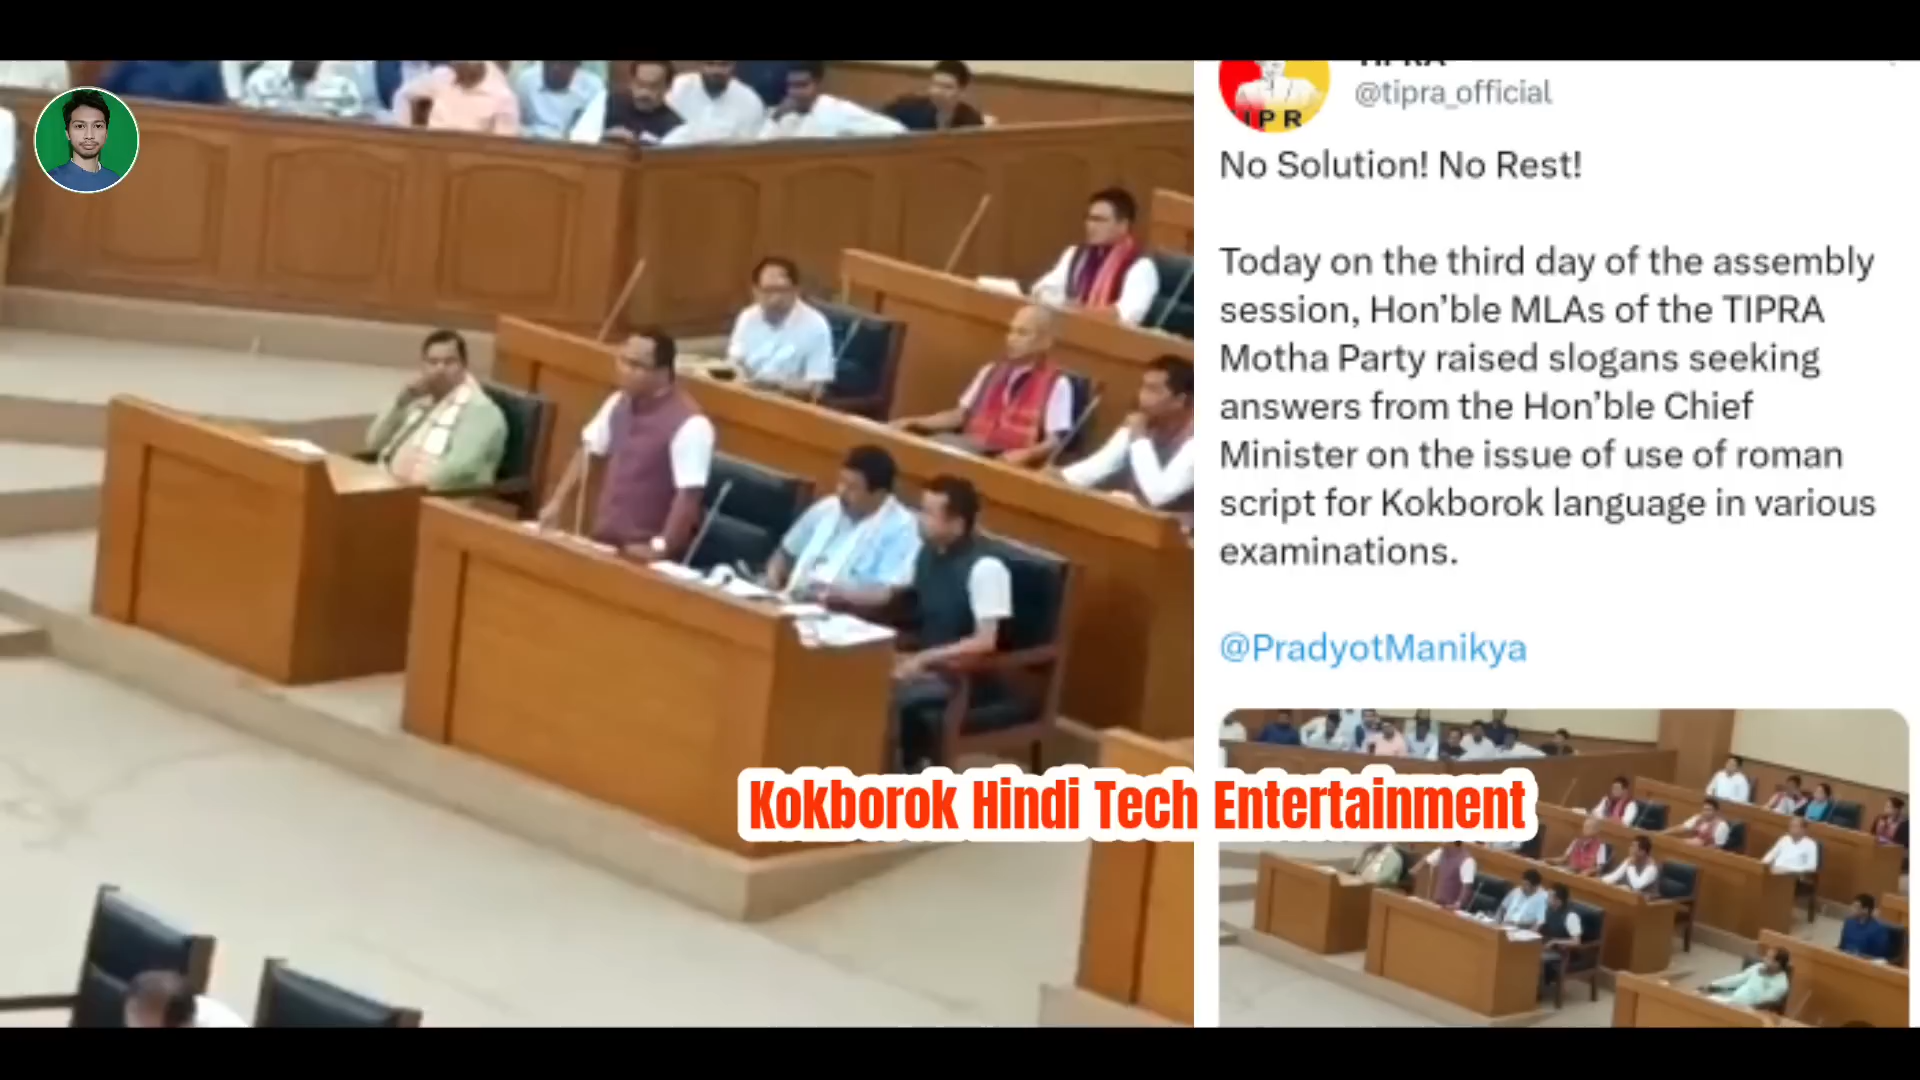 @tipra_official
IPR
No Solution! No Rest!
Today on the third day of the assembly
session, Hon’ble MLAs of the TIPRA
Motha Party raised slogans seeking
answers from the Hon’ble Chief
Minister on the issue of use of roman
script for Kokborok language in various
examinations.
@PradyotManikya
Kokborok Hindi Tech Entertainment